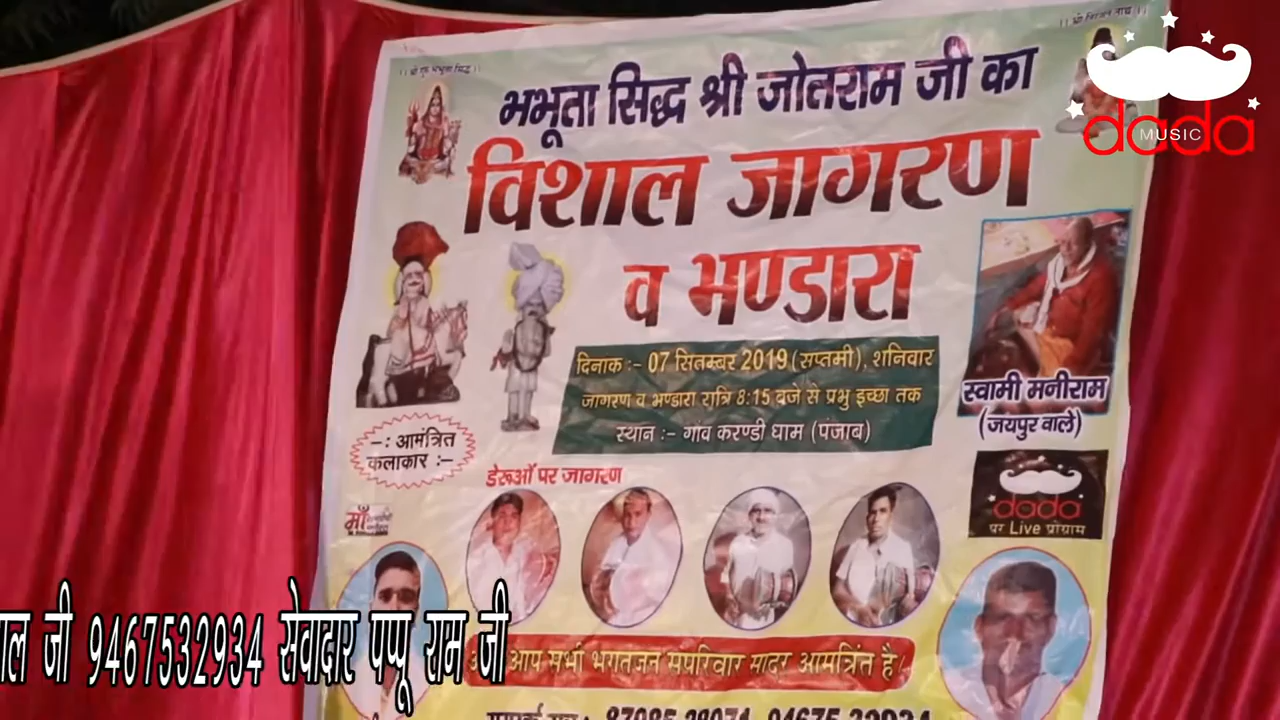 ।। श्री गुरु भभूता सिद्ध ।।
भभूता सिद्ध श्री जोतराम जी का
विशाल जागरण
व भण्डारा
दिनाक :- 07 सितम्बर 2019 (सप्तमी), शनिवार
जागरण व भण्डारा रात्रि 8:15 बजे से प्रभु इच्छा तक
स्थान :- गांव करण्डी धाम (पंजाब)
स्वामी मनीराम
(जयपुर वाले)
-: आमंत्रित
कलाकार :-
डेरूओं पर जागरण
माँ
dada
पर Live प्रोग्राम
आप सभी भगतजन सपरिवार सादर आमत्रिंत है
dada
MUSIC
ाल जी 9467532934 सेवादार पप्पू राम जी